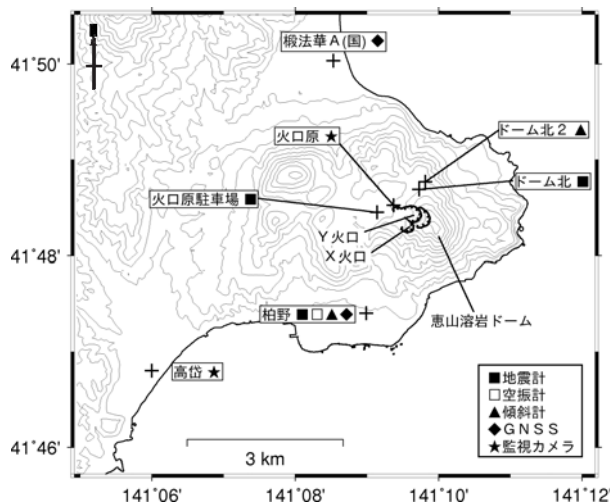 41°50'
41°48'
41°46'
141°06'
141°08'
141°10'
141°12'
椴法華A(国) ◆
火口原 ★
ドーム北2 ▲
ドーム北 ■
火口原駐車場 ■
Y火口
X火口
恵山溶岩ドーム
柏野 ■□▲◆
高岱 ★
3 km
■地震計
□空振計
▲傾斜計
◆GNSS
★監視カメラ